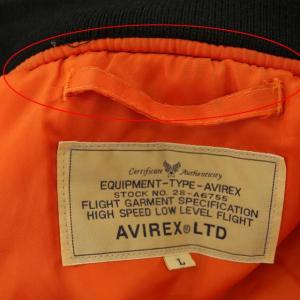 Certificate Authenticity
EQUIPMENT-TYPE-AVIREX
STOCK NO. 28-A6755
FLIGHT GARMENT SPECIFICATION
HIGH SPEED LOW LEVEL FLIGHT
AVIREX® LTD
L